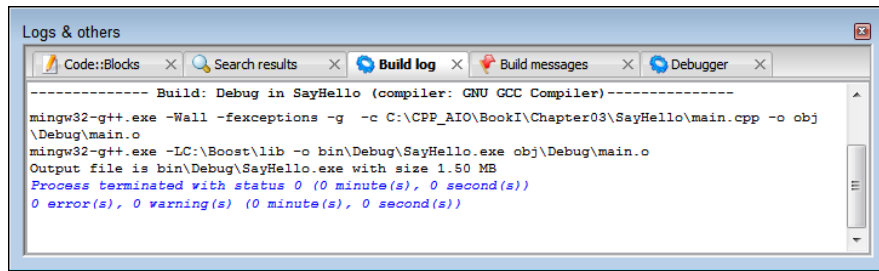 Logs & others
Code::Blocks Search results Build log Build messages Debugger
-------------- Build: Debug in SayHello (compiler: GNU GCC Compiler)---------------
mingw32-g++.exe -Wall -fexceptions -g  -c C:\CPP_AIO\BookI\Chapter03\SayHello\main.cpp -o obj
\Debug\main.o
mingw32-g++.exe -LC:\Boost\lib -o bin\Debug\SayHello.exe obj\Debug\main.o
Output file is bin\Debug\SayHello.exe with size 1.50 MB
Process terminated with status 0 (0 minute(s), 0 second(s))
0 error(s), 0 warning(s) (0 minute(s), 0 second(s))